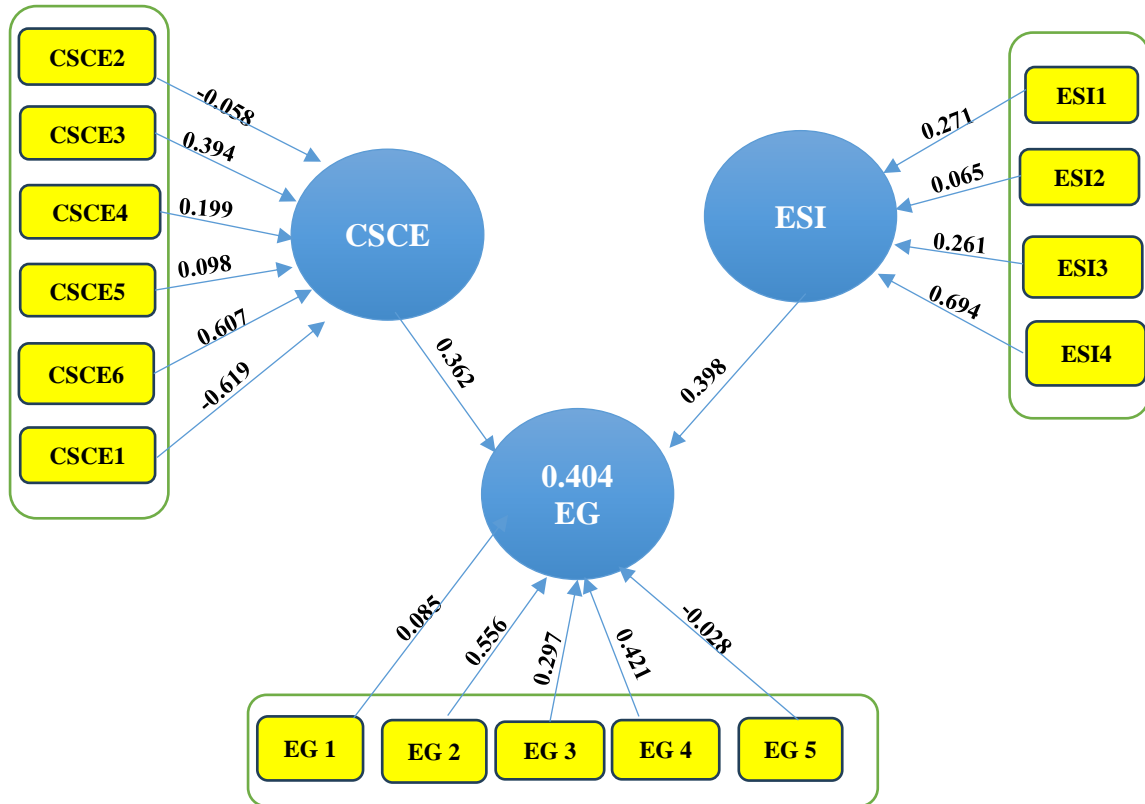 CSCE2
CSCE3
CSCE4
CSCE5
CSCE6
CSCE1
-0.058
0.394
0.199
0.098
0.607
-0.619
CSCE
ESI
ESI1
ESI2
ESI3
ESI4
0.271
0.065
0.261
0.694
0.362
0.398
0.404
EG
0.085
0.556
0.297
0.421
-0.028
EG 1
EG 2
EG 3
EG 4
EG 5